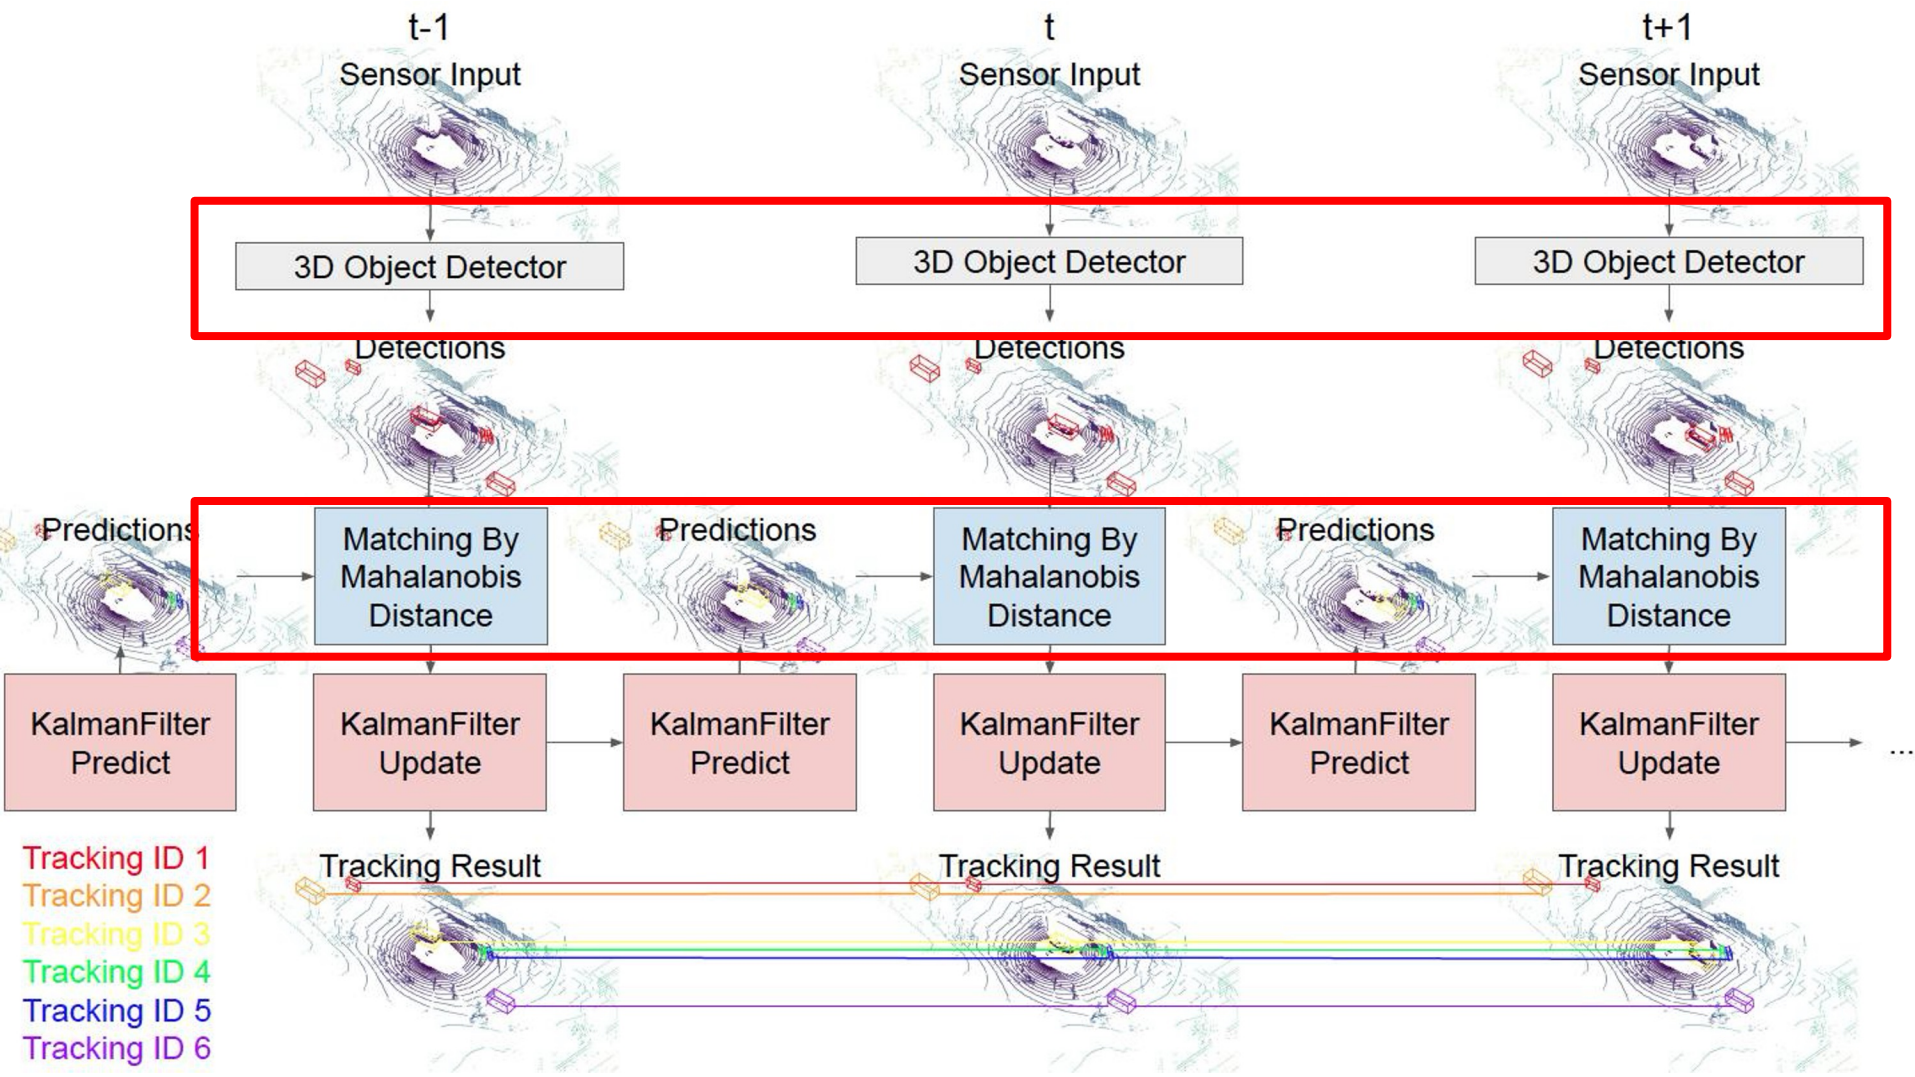 t-1
t
t+1
Sensor Input
Sensor Input
Sensor Input
3D Object Detector
3D Object Detector
3D Object Detector
Detections
Detections
Detections
Predictions
Matching By
Mahalanobis
Distance
Predictions
Matching By
Mahalanobis
Distance
Predictions
Matching By
Mahalanobis
Distance
KalmanFilter
Predict
KalmanFilter
Update
KalmanFilter
Predict
KalmanFilter
Update
KalmanFilter
Predict
KalmanFilter
Update
...
Tracking ID 1
Tracking ID 2
Tracking ID 3
Tracking ID 4
Tracking ID 5
Tracking ID 6
Tracking Result
Tracking Result
Tracking Result